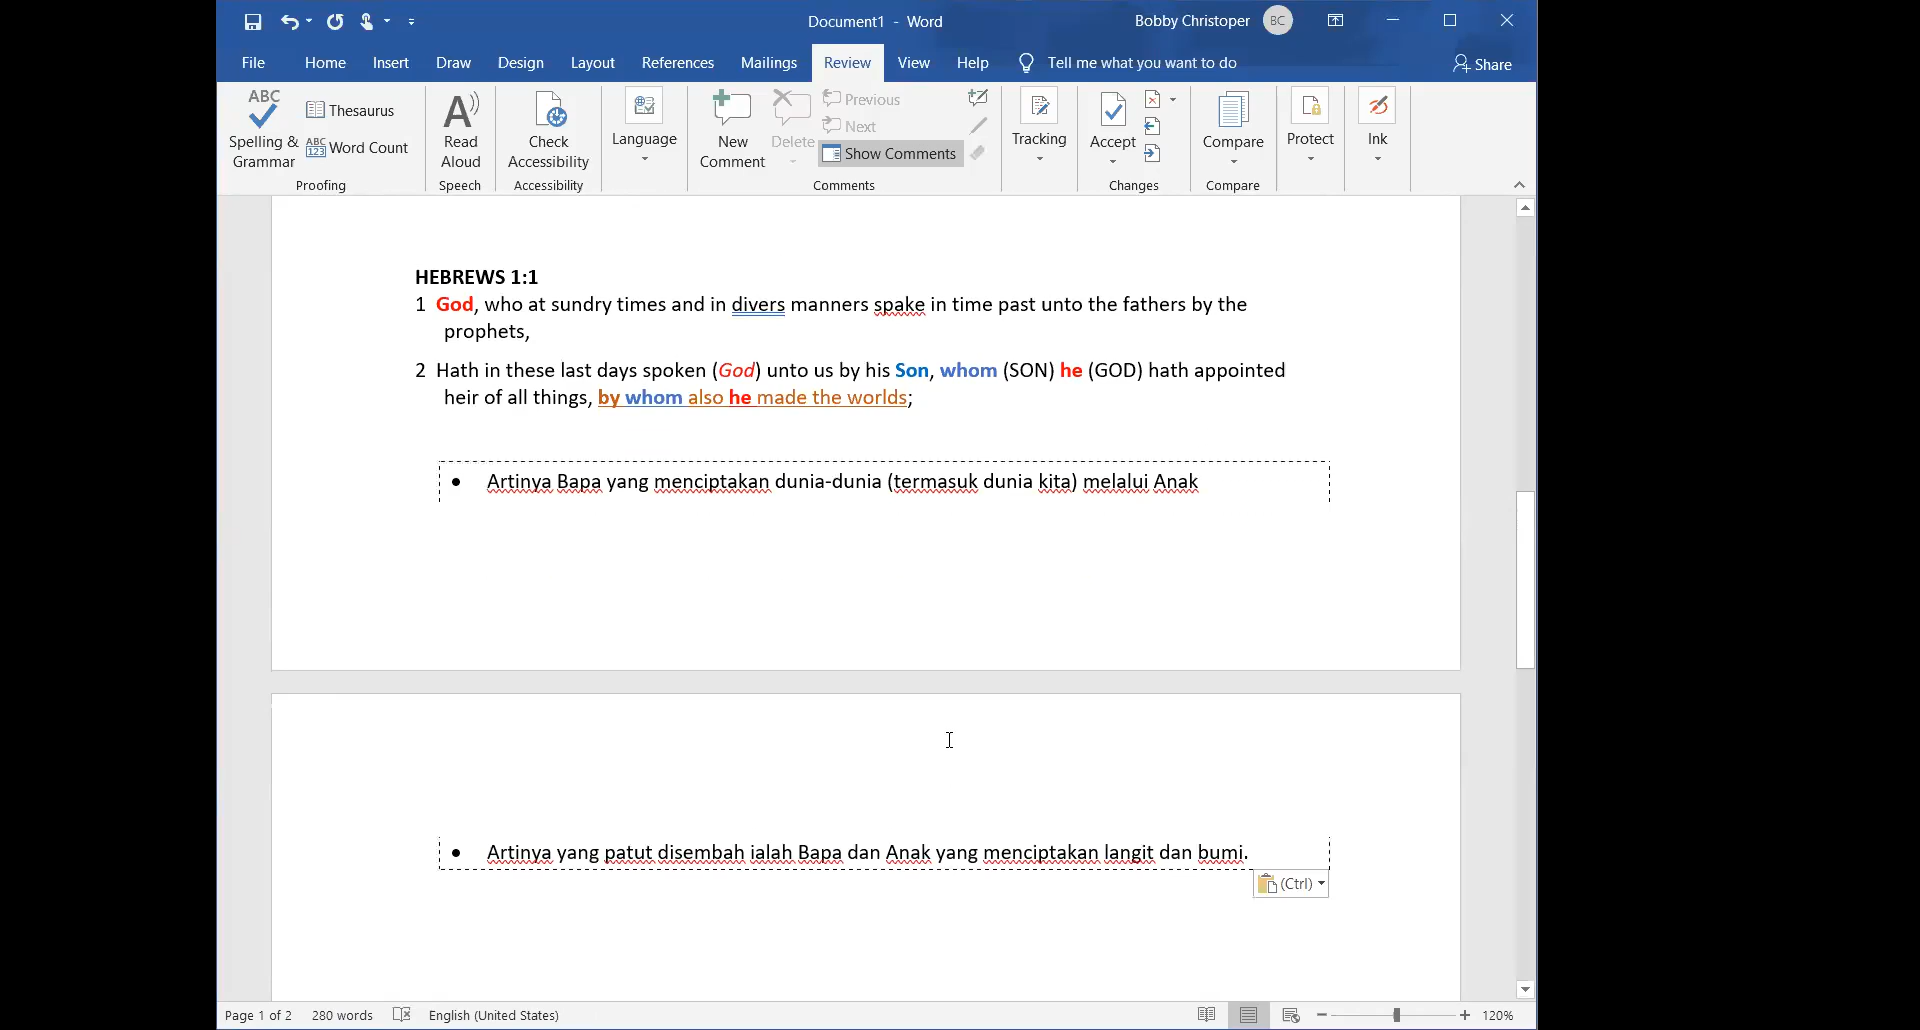 Document1 - Word
Bobby Christoper
BC
File Home Insert Draw Design Layout References Mailings Review View Help Tell me what you want to do
Share
ABC
Spelling &
Grammar
Thesaurus
ABC
123 Word Count
Proofing
A
Read
Aloud
Speech
Check
Accessibility
Accessibility
Language
New
Comment
Delete
Previous
Next
Show Comments
Comments
Tracking
Accept
Changes
Compare
Compare
Protect
Ink
HEBREWS 1:1
1 God, who at sundry times and in divers manners spake in time past unto the fathers by the
prophets,
2 Hath in these last days spoken (God) unto us by his Son, whom (SON) he (GOD) hath appointed
heir of all things, by whom also he made the worlds;
• Artinya Bapa yang menciptakan dunia-dunia (termasuk dunia kita) melalui Anak
• Artinya yang patut disembah ialah Bapa dan Anak yang menciptakan langit dan bumi.
(Ctrl)
Page 1 of 2 280 words English (United States) 120%